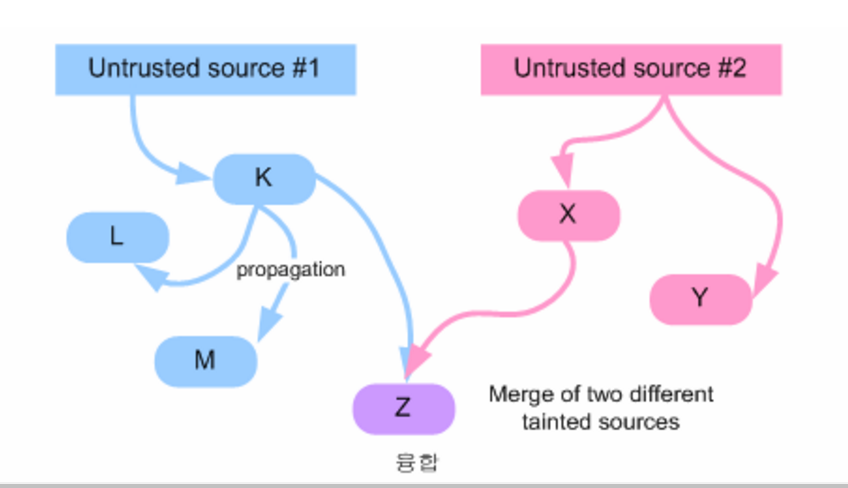 Untrusted source #1
Untrusted source #2
K
X
L
propagation
Y
M
Z
Merge of two different
tainted sources
융합